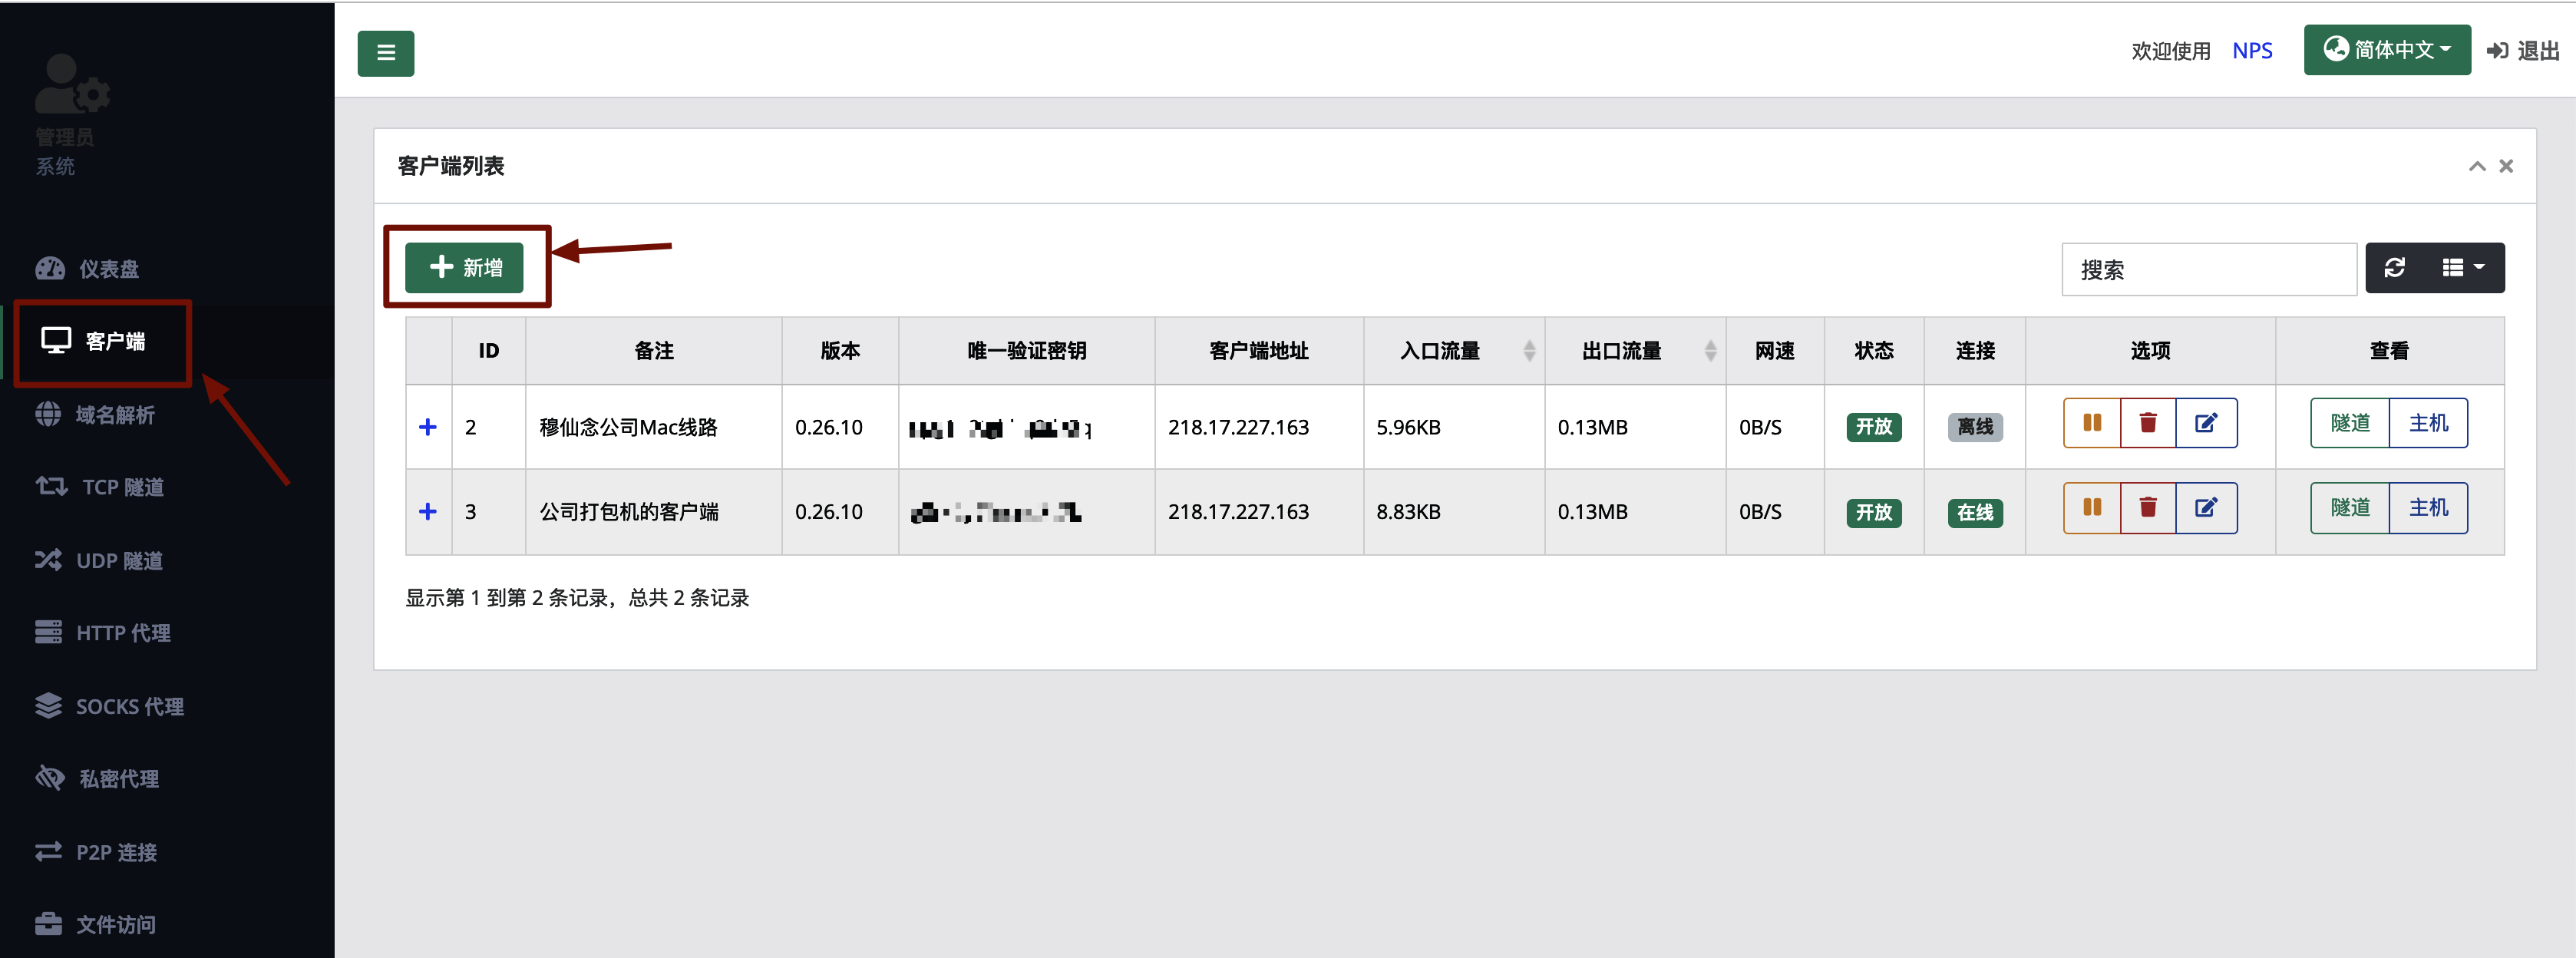 欢迎使用 NPS 简体中文 退出
管理员
系统
仪表盘
客户端
域名解析
TCP 隧道
UDP 隧道
HTTP 代理
SOCKS 代理
私密代理
P2P 连接
文件访问
客户端列表
新增
搜索
ID 备注 版本 唯一验证密钥 客户端地址 入口流量 出口流量 网速 状态 连接 选项 查看
2 穆仙念公司Mac线路 0.26.10 218.17.227.163 5.96KB 0.13MB 0B/S 开放 离线 隧道 主机
3 公司打包机的客户端 0.26.10 218.17.227.163 8.83KB 0.13MB 0B/S 开放 在线 隧道 主机
显示第 1 到第 2 条记录，总共 2 条记录